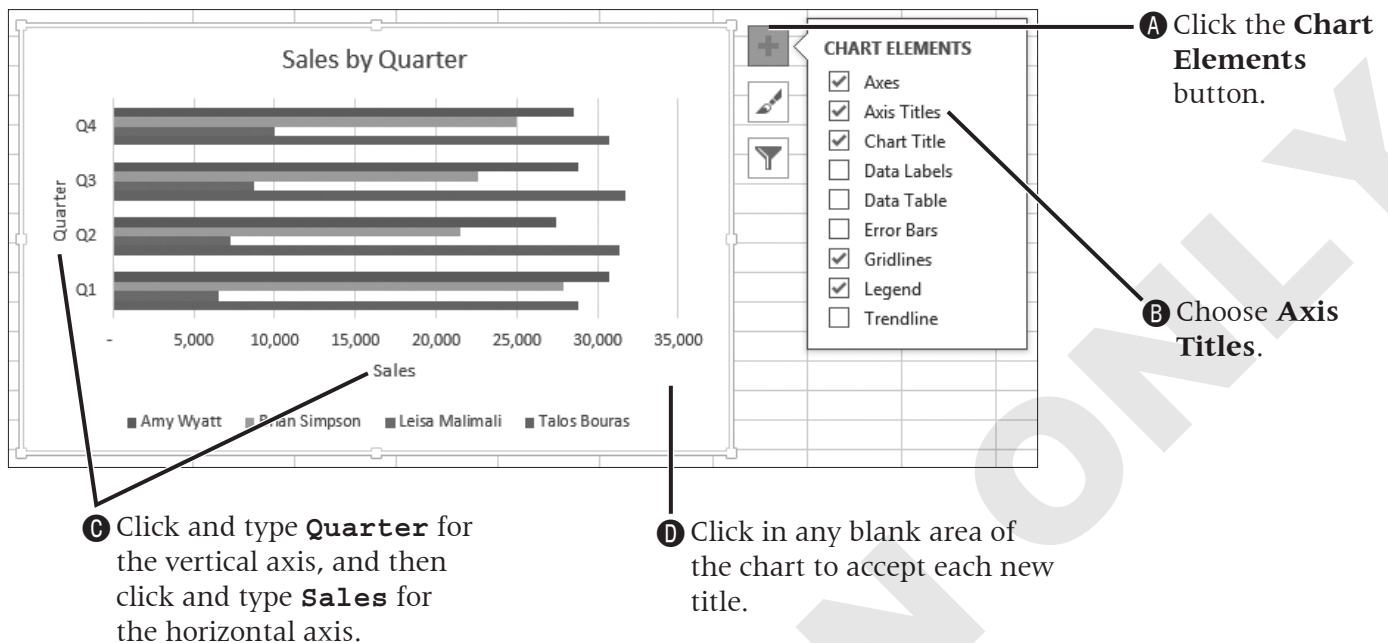 Sales by Quarter
Q4
Q3
Q2
Q1
Quarter
- 5,000 10,000 15,000 20,000 25,000 30,000 35,000
Sales
Amy Wyatt Brian Simpson Leisa Malimali Talos Bouras
CHART ELEMENTS
Axes
Axis Titles
Chart Title
Data Labels
Data Table
Error Bars
Gridlines
Legend
Trendline
A Click the Chart
Elements
button.
B Choose Axis
Titles.
C Click and type Quarter for
the vertical axis, and then
click and type Sales for
the horizontal axis.
D Click in any blank area of
the chart to accept each new
title.
N ONLY